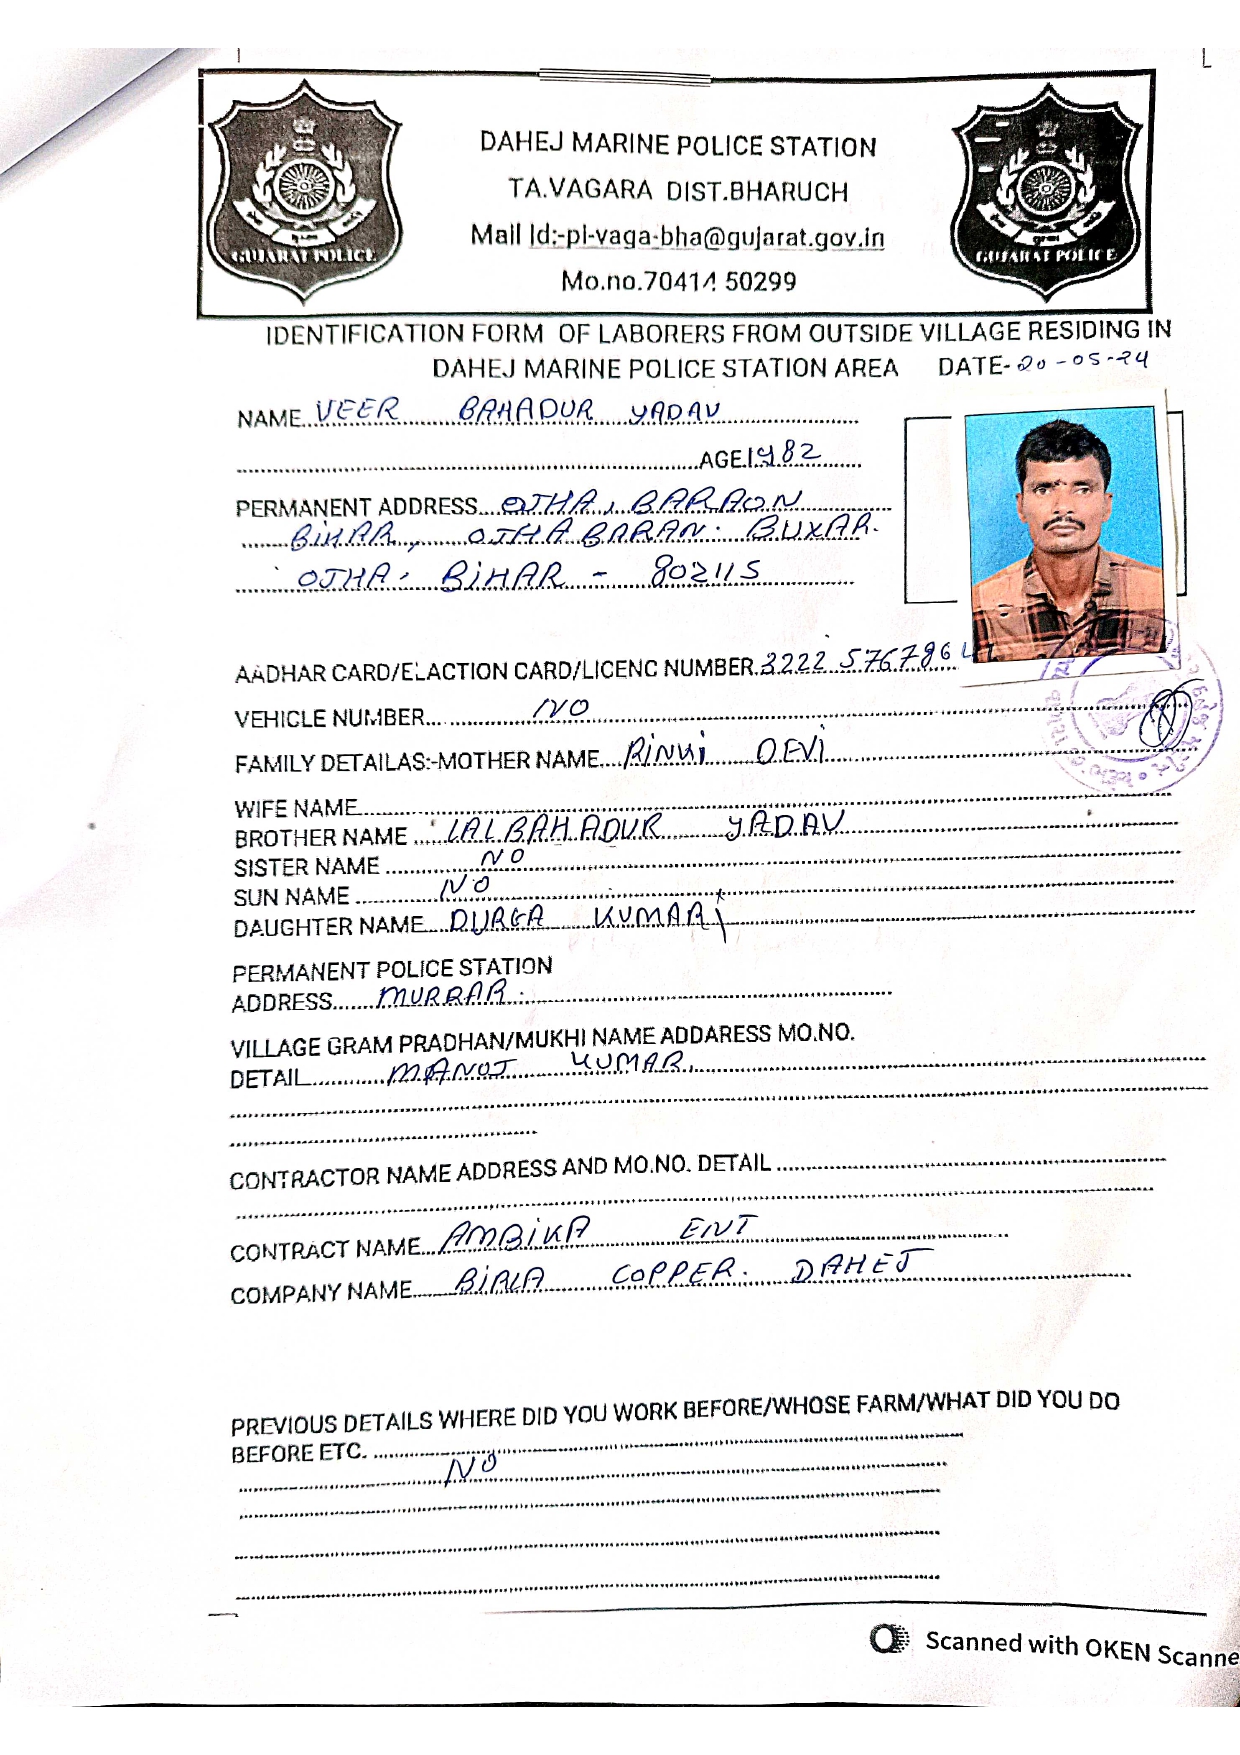 DAHEJ MARINE POLICE STATION
TA.VAGARA DIST.BHARUCH
Mail Id:-pi-vaga-bha@gujarat.gov.in
Mo.no.70414 50299
GUJARAT POLICE
GUJARAT POLICE
IDENTIFICATION FORM OF LABORERS FROM OUTSIDE VILLAGE RESIDING IN
DAHEJ MARINE POLICE STATION AREA DATE- 20-05-24
NAME VEER BAHADUR YADAV
AGE 1982
PERMANENT ADDRESS OJHA, BARAON
BIHAR, OJHA BARAN. BUXAR.
OJHA, BIHAR - 802115
AADHAR CARD/ELACTION CARD/LICENC NUMBER. 3222 5767 86
VEHICLE NUMBER NO
FAMILY DETAILAS:-MOTHER NAME RINKI DEVI
WIFE NAME
BROTHER NAME LALBAHADUR YADAV
SISTER NAME NO
SUN NAME NO
DAUGHTER NAME DURGA KUMARI
PERMANENT POLICE STATION
ADDRESS MURRAR.
VILLAGE GRAM PRADHAN/MUKHI NAME ADDARESS MO.NO.
DETAIL MANOJ KUMAR
CONTRACTOR NAME ADDRESS AND MO.NO. DETAIL
CONTRACT NAME AMBIKA ENT
COMPANY NAME BIRLA COPPER. DAHEJ
PREVIOUS DETAILS WHERE DID YOU WORK BEFORE/WHOSE FARM/WHAT DID YOU DO
BEFORE ETC.
NO
Scanned with OKEN Scanne